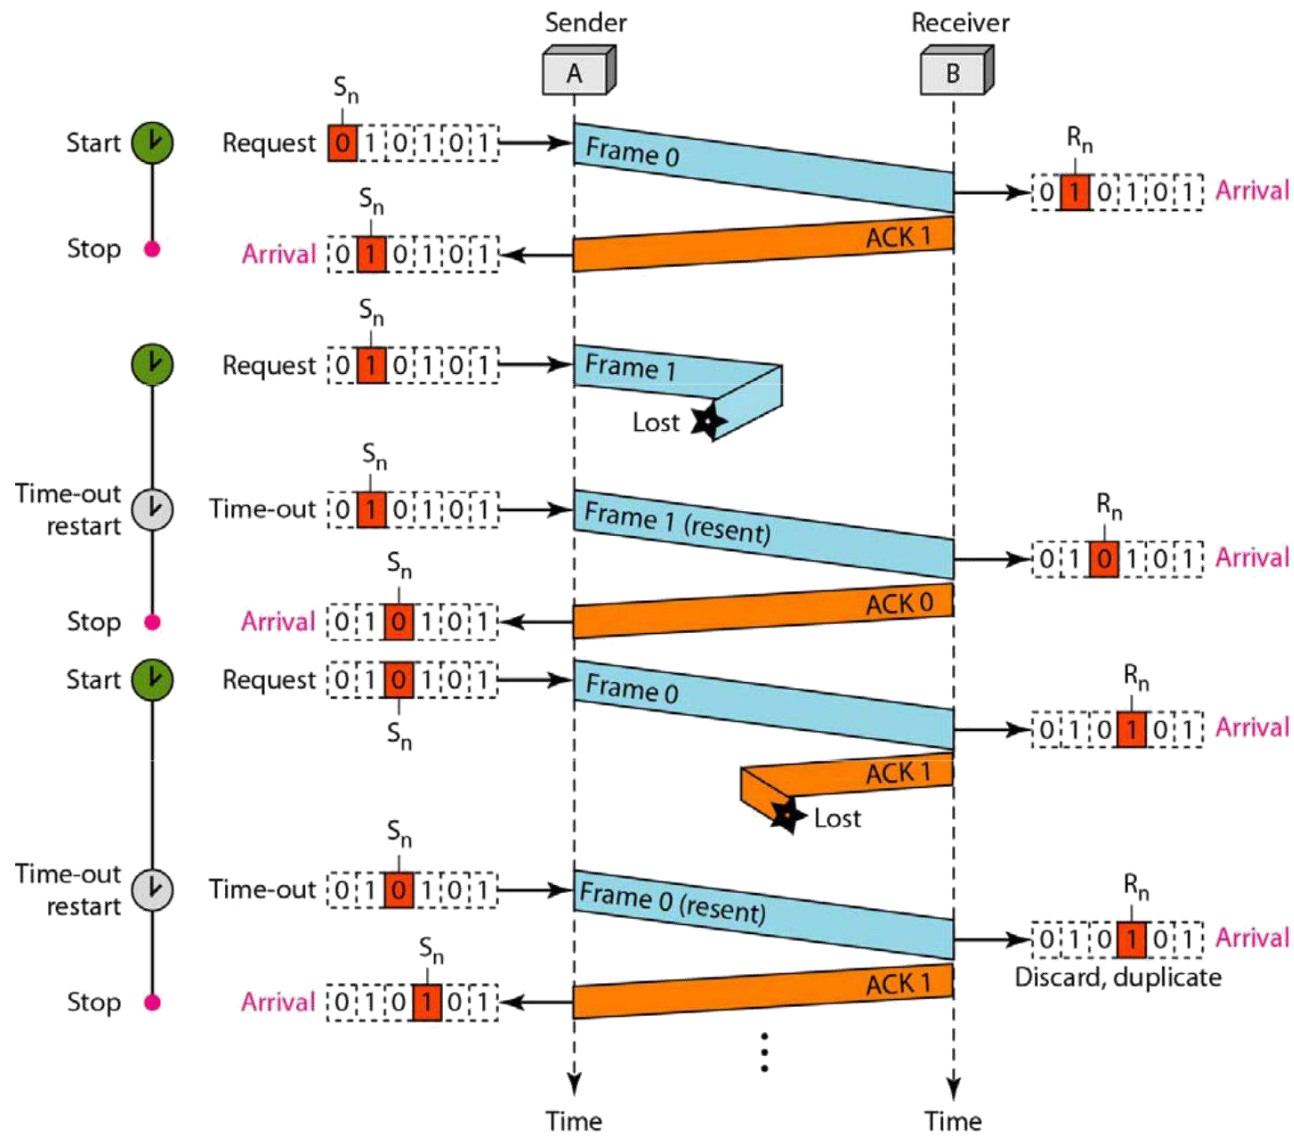 Sender Receiver
A B
Sn
Start Request 0 1 0 1 0 1 Frame 0
Rn
0 1 0 1 0 1 Arrival
Sn
Stop Arrival 0 1 0 1 0 1 ACK 1
Sn
Request 0 1 0 1 0 1 Frame 1
Lost
Sn
Time-out
restart
Time-out 0 1 0 1 0 1 Frame 1 (resent)
Rn
0 1 0 1 0 1 Arrival
Sn
Stop Arrival 0 1 0 1 0 1 ACK 0
Start Request 0 1 0 1 0 1 Frame 0
Sn
Rn
0 1 0 1 0 1 Arrival
ACK 1
Lost
Sn
Time-out
restart
Time-out 0 1 0 1 0 1 Frame 0 (resent)
Rn
0 1 0 1 0 1 Arrival
Discard, duplicate
Sn
Stop Arrival 0 1 0 1 0 1 ACK 1
Time Time